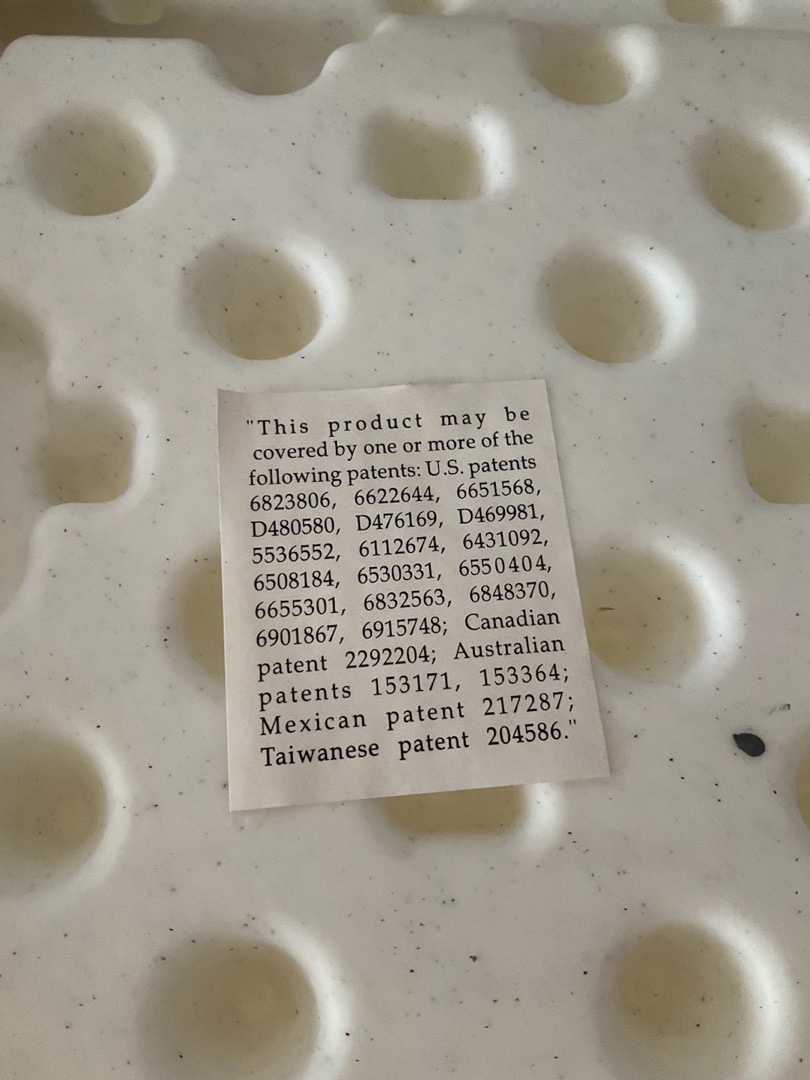 "This product may be
covered by one or more of the
following patents: U.S. patents
6823806, 6622644, 6651568,
D480580, D476169, D469981,
5536552, 6112674, 6431092,
6508184, 6530331, 6550404,
6655301, 6832563, 6848370,
6901867, 6915748; Canadian
patent 2292204; Australian
patents 153171, 153364;
Mexican patent 217287;
Taiwanese patent 204586."